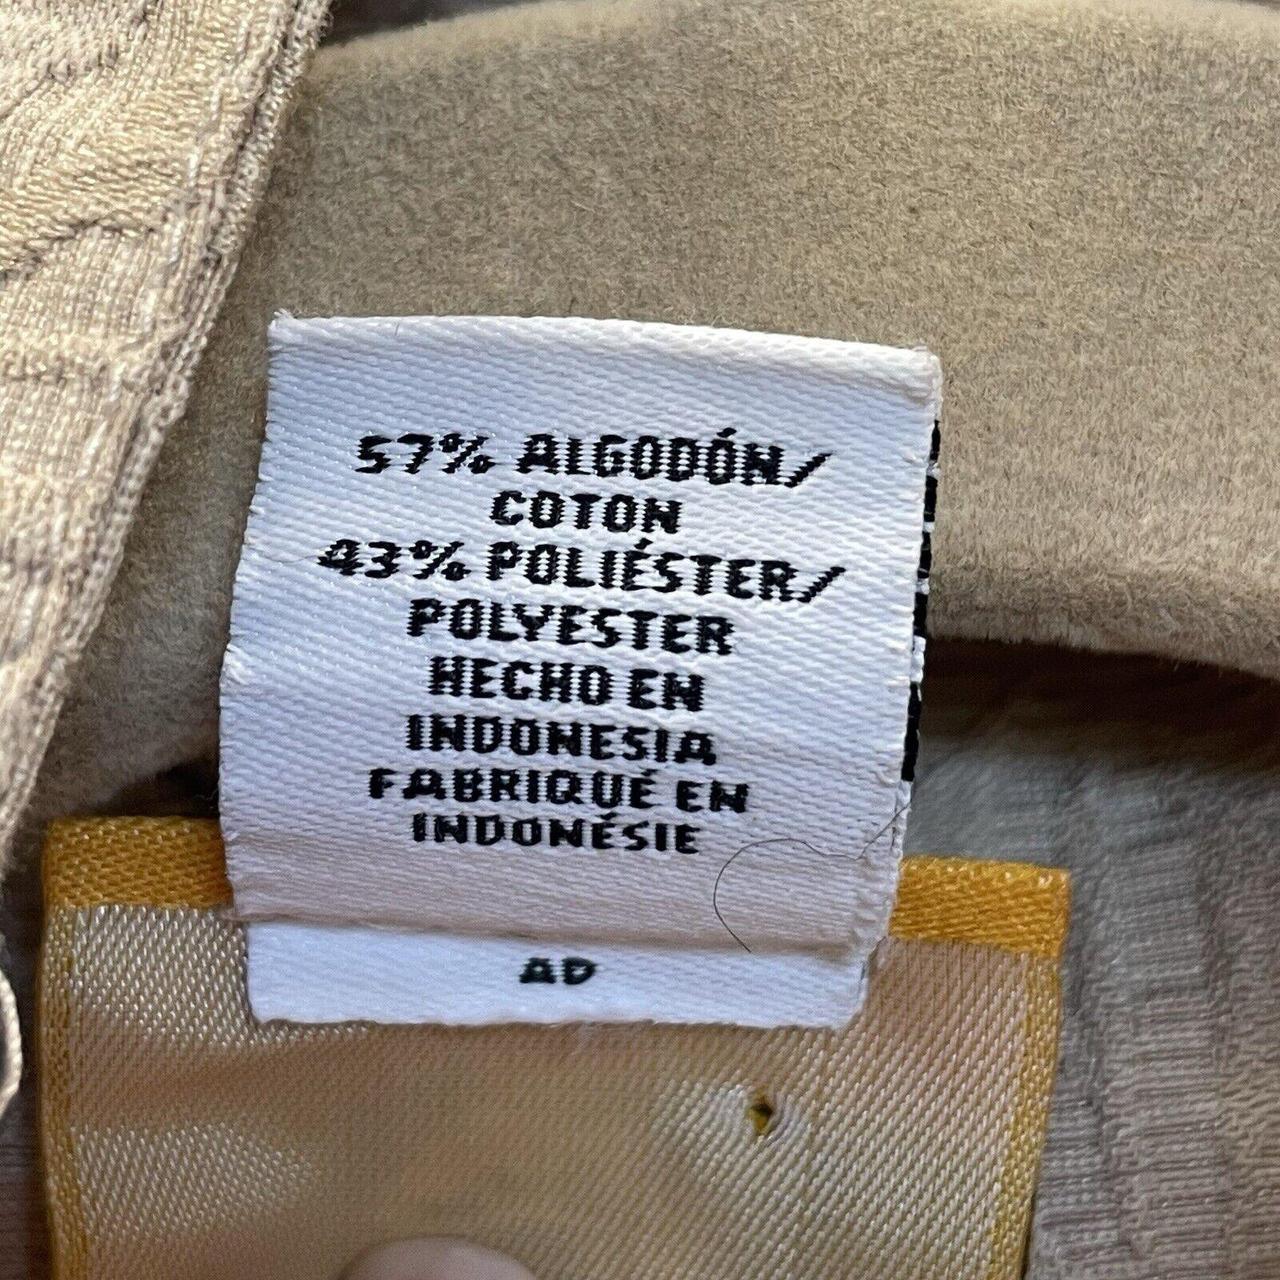 57% ALGODÓN/
COTON
43% POLIÉSTER/
POLYESTER
HECHO EN
INDONESIA
FABRIQUÉ EN
INDONÉSIE
AD